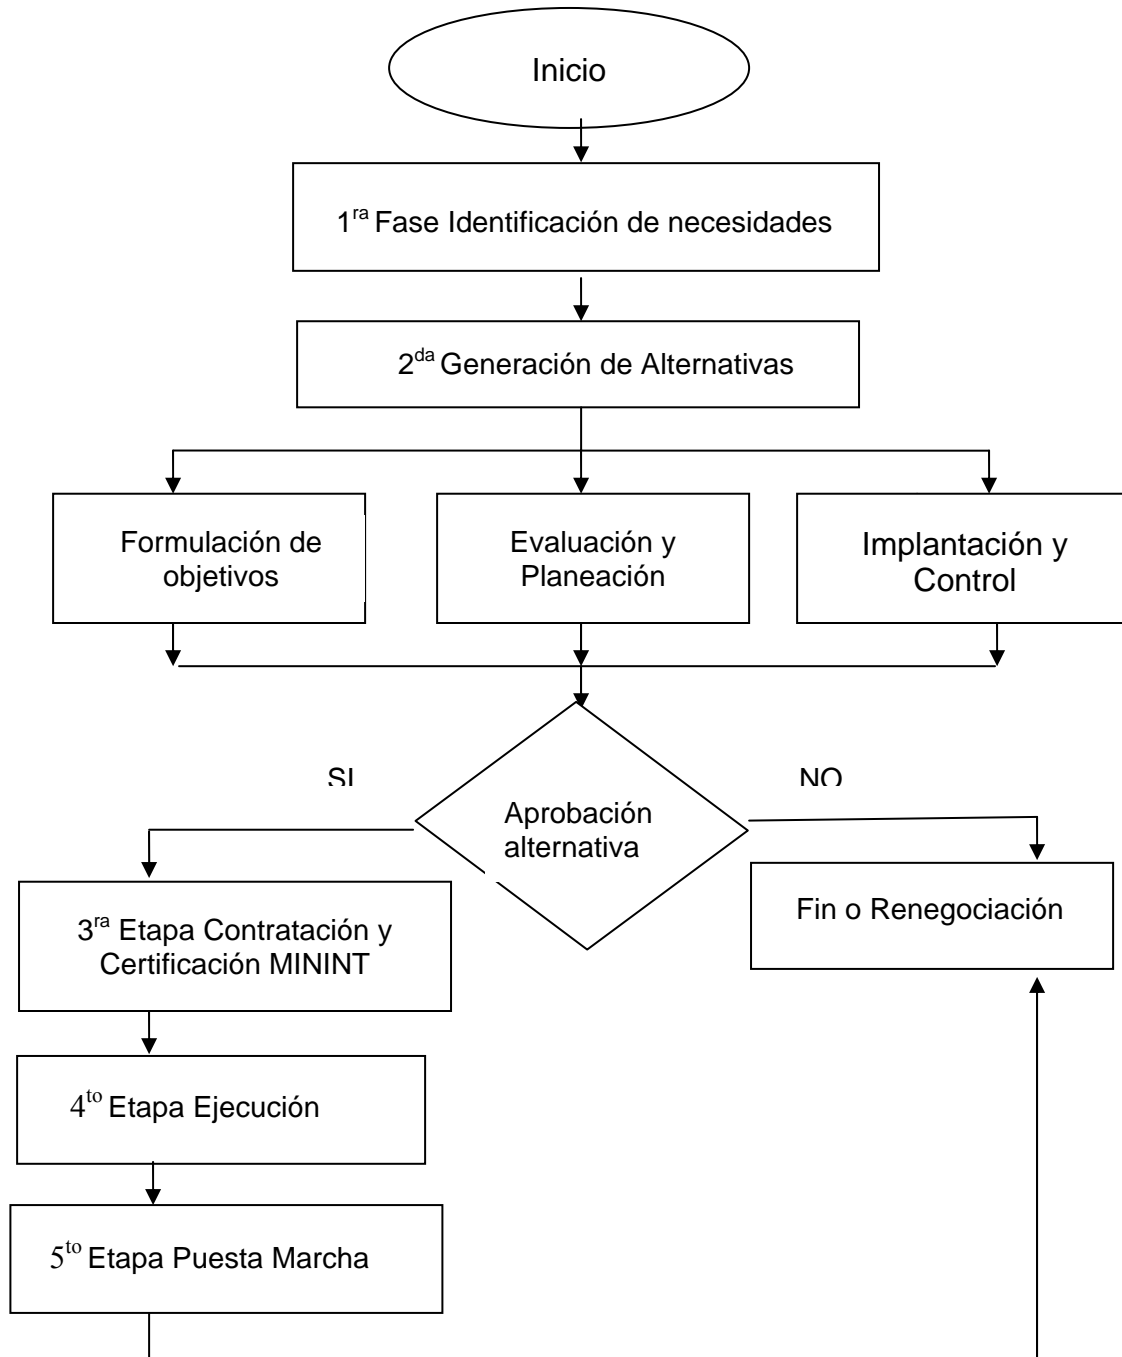 Inicio
1ra Fase Identificación de necesidades
2da Generación de Alternativas
Formulación de
objetivos
Evaluación y
Planeación
Implantación y
Control
SI
NO
Aprobación
alternativa
3ra Etapa Contratación y
Certificación MININT
Fin o Renegociación
4to Etapa Ejecución
5to Etapa Puesta Marcha